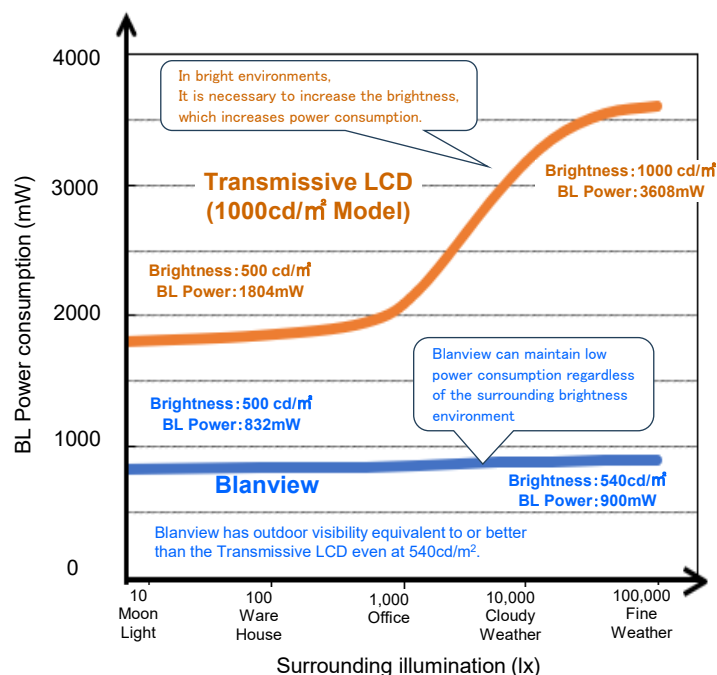 4000
In bright environments,
It is necessary to increase the brightness,
which increases power consumption.
3000
Transmissive LCD
(1000cd/㎡ Model)
Brightness:1000 cd/㎡
BL Power:3608mW
Brightness:500 cd/㎡
BL Power:1804mW
2000
Blanview can maintain low
power consumption regardless
of the surrounding brightness
environment
Brightness:500 cd/㎡
BL Power:832mW
1000
Blanview
Brightness:540cd/㎡
BL Power:900mW
Blanview has outdoor visibility equivalent to or better
than the Transmissive LCD even at 540cd/m².
0
BL Power consumption (mW)
10
Moon
Light
100
Ware
House
1,000
Office
10,000
Cloudy
Weather
100,000
Fine
Weather
Surrounding illumination (lx)